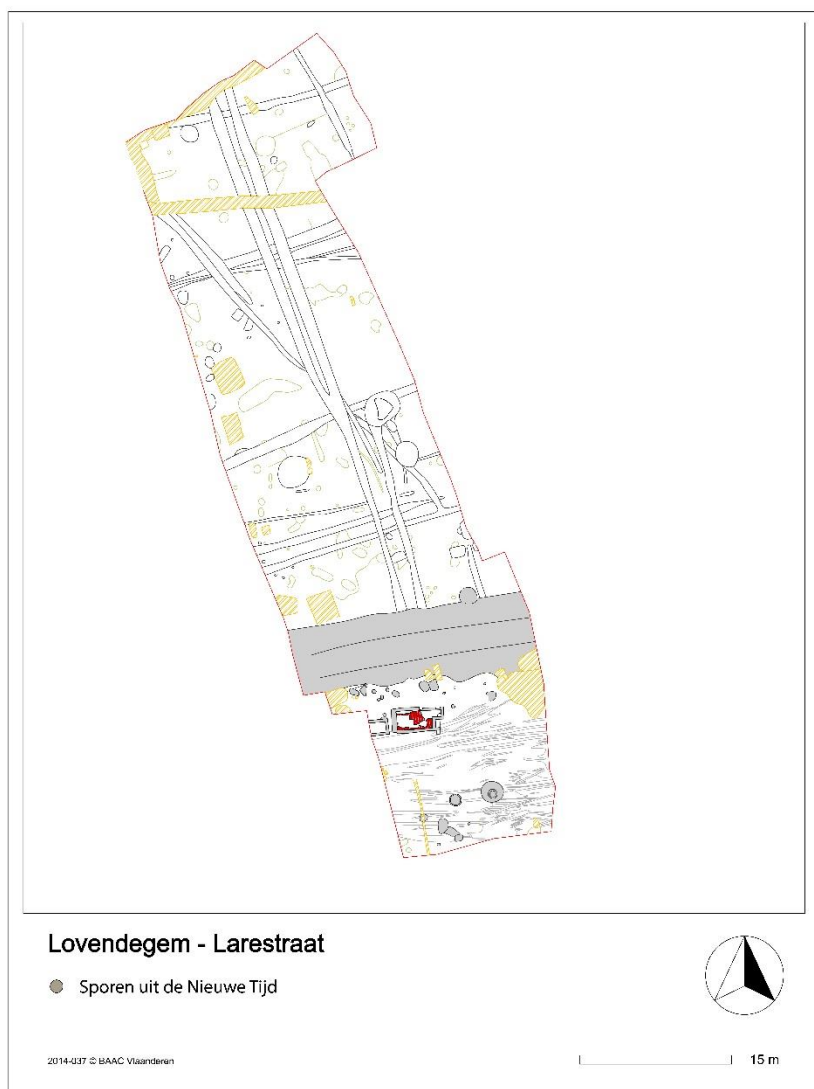 Lovendegem - Larestraat
Sporen uit de Nieuwe Tijd
2014-037 © BAAC Vlaanderen
15 m